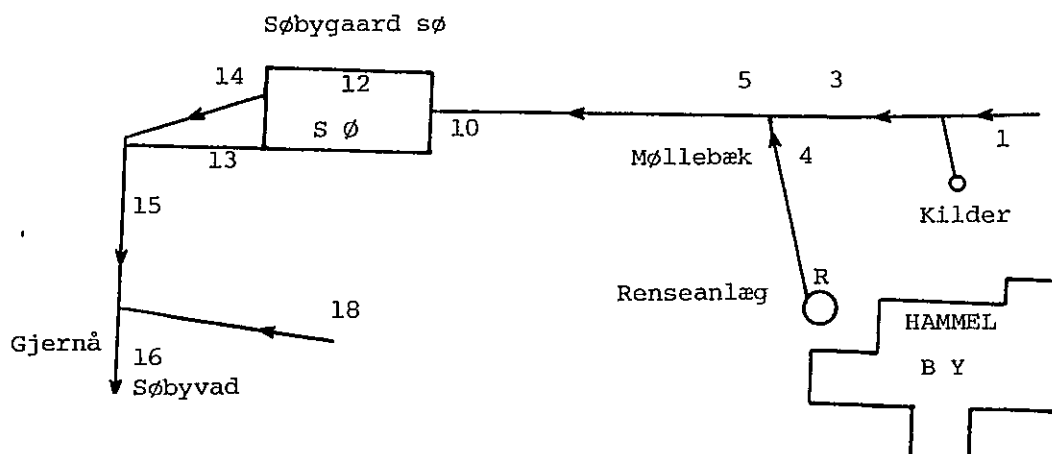 Søbygaard sø
14
12
5
3
S Ø
10
1
13
Møllebæk
4
15
Kilder
Renseanlæg
R
18
HAMMEL
Gjernå
16
B Y
Søbyvad